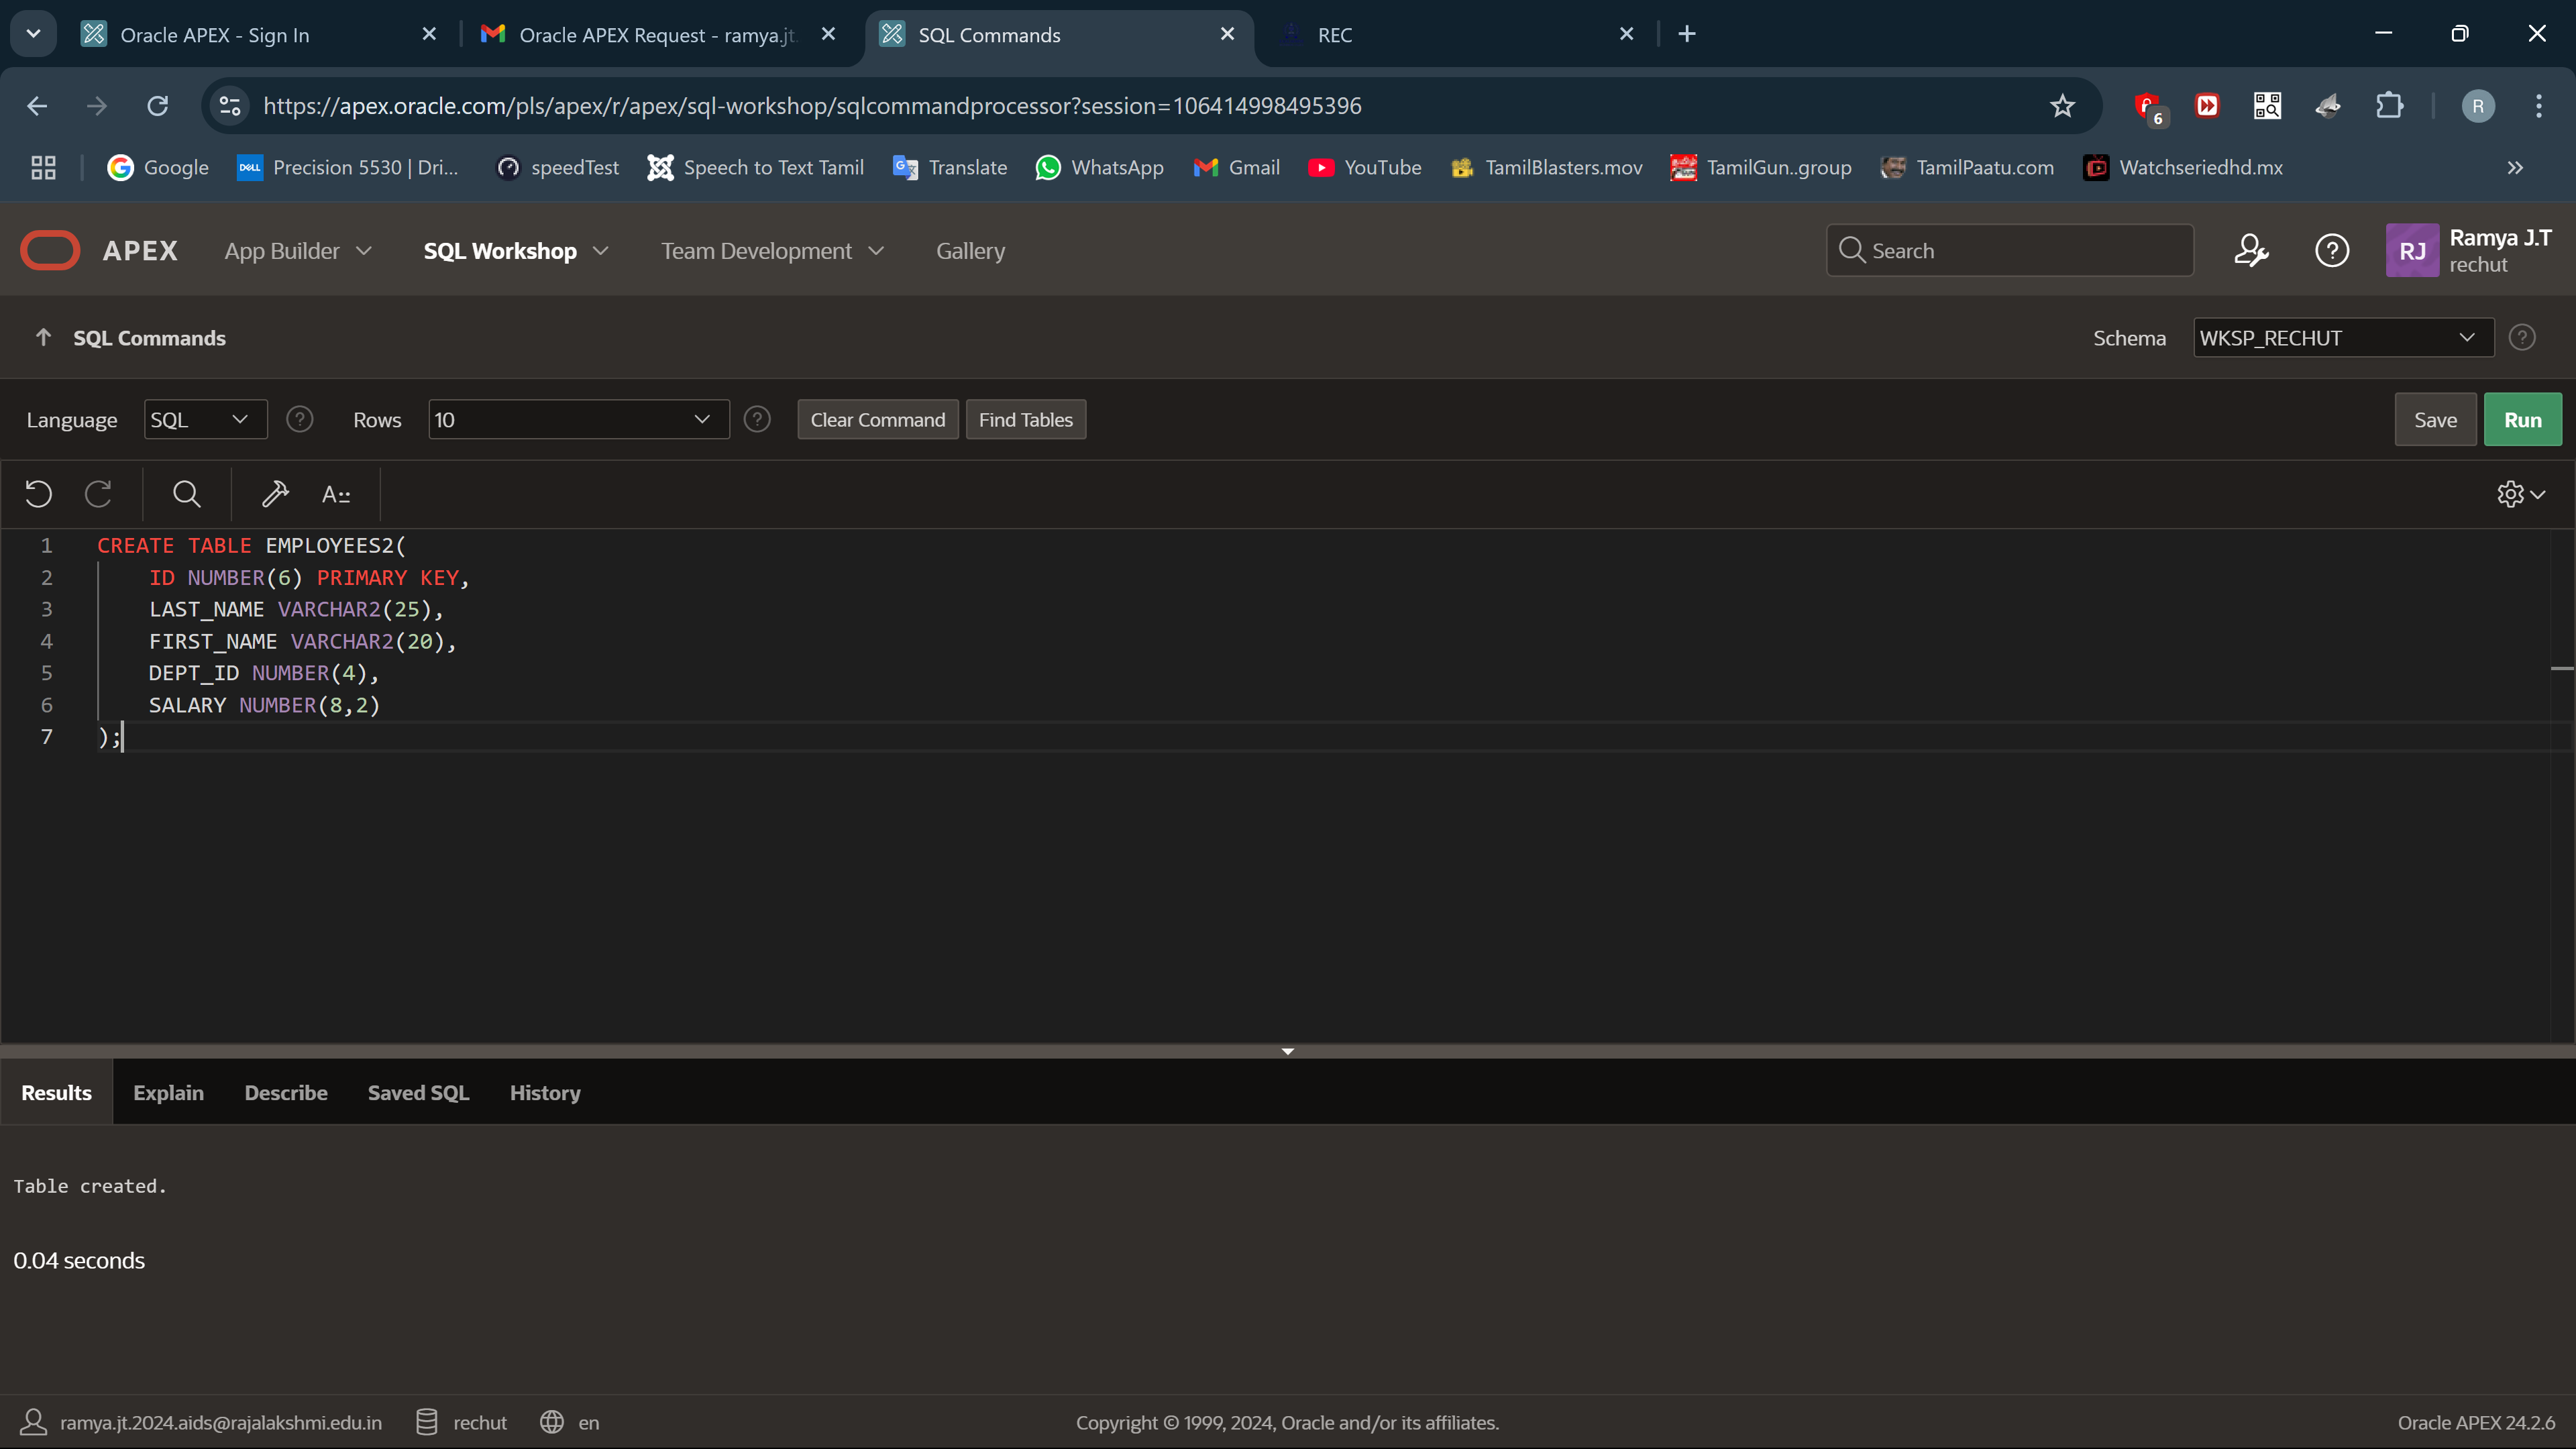 Oracle APEX - Sign In
Oracle APEX Request - ramya.jt.
SQL Commands
REC
https://apex.oracle.com/pls/apex/r/apex/sql-workshop/sqlcommandprocessor?session=106414998495396
6
R
Google
DELL
Precision 5530 | Dri...
speedTest
Speech to Text Tamil
Translate
WhatsApp
Gmail
YouTube
TamilBlasters.mov
TamilGun..group
TamilPaatu.com
Watchseriedhd.mx
APEX
App Builder
SQL Workshop
Team Development
Gallery
Search
RJ
Ramya J.T
rechut
SQL Commands
Schema
WKSP_RECHUT
Language
SQL
Rows
10
Clear Command
Find Tables
Save
Run
1 CREATE TABLE EMPLOYEES2(
2 ID NUMBER(6) PRIMARY KEY,
3 LAST_NAME VARCHAR2(25),
4 FIRST_NAME VARCHAR2(20),
5 DEPT_ID NUMBER(4),
6 SALARY NUMBER(8,2)
7 );
Results
Explain
Describe
Saved SQL
History
Table created.
0.04 seconds
ramya.jt.2024.aids@rajalakshmi.edu.in
rechut
en
Copyright © 1999, 2024, Oracle and/or its affiliates.
Oracle APEX 24.2.6